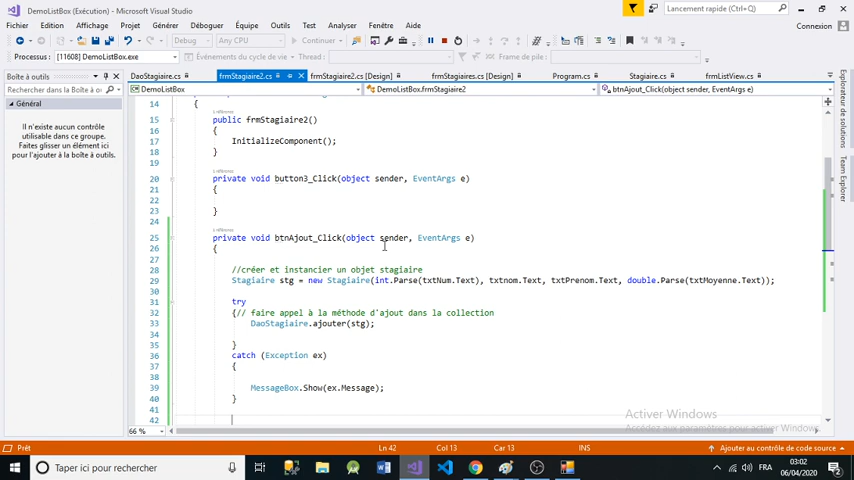 DemoListBox (Exécution) - Microsoft Visual Studio
Lancement rapide (Ctrl+Q)
Fichier Edition Affichage Projet Générer Déboguer Équipe Outils Test Analyser Fenêtre Aide
Connexion
Debug Any CPU Continuer
Processus : [11608] DemoListBox.exe Événements du cycle de vie Thread : Frame de pile :
Boîte à outils
Rechercher dans la Boîte à o
Général
Il n'existe aucun contrôle
utilisable dans ce groupe.
Faites glisser un élément ici
pour l'ajouter à la boîte à
outils.
DaoStagiaire.cs frmStagiaire2.cs frmStagiaire2.cs [Design] frmStagiaires.cs [Design] Program.cs Stagiaire.cs frmListView.cs
DemoListBox DemoListBox.frmStagiaire2 btnAjout_Click(object sender, EventArgs e)
14 {
15 public frmStagiaire2()
16 {
17 InitializeComponent();
18 }
19
20 private void button3_Click(object sender, EventArgs e)
21 {
22
23 }
24
25 private void btnAjout_Click(object sender, EventArgs e)
26 {
27
28 //créer et instancier un objet stagiaire
29 Stagiaire stg = new Stagiaire(int.Parse(txtNum.Text), txtnom.Text, txtPrenom.Text, double.Parse(txtMoyenne.Text));
30
31 try
32 {// faire appel à la méthode d'ajout dans la collection
33 DaoStagiaire.ajouter(stg);
34
35 }
36 catch (Exception ex)
37 {
38
39 MessageBox.Show(ex.Message);
40 }
41
42
Explorateur de solutions
Team Explorer
Activer Windows
Accédez aux paramètres pour activer Windows.
66 %
Prêt Ln 42 Col 13 Car 13 INS Ajouter au contrôle de code source
Taper ici pour rechercher
FRA
03:02
06/04/2020